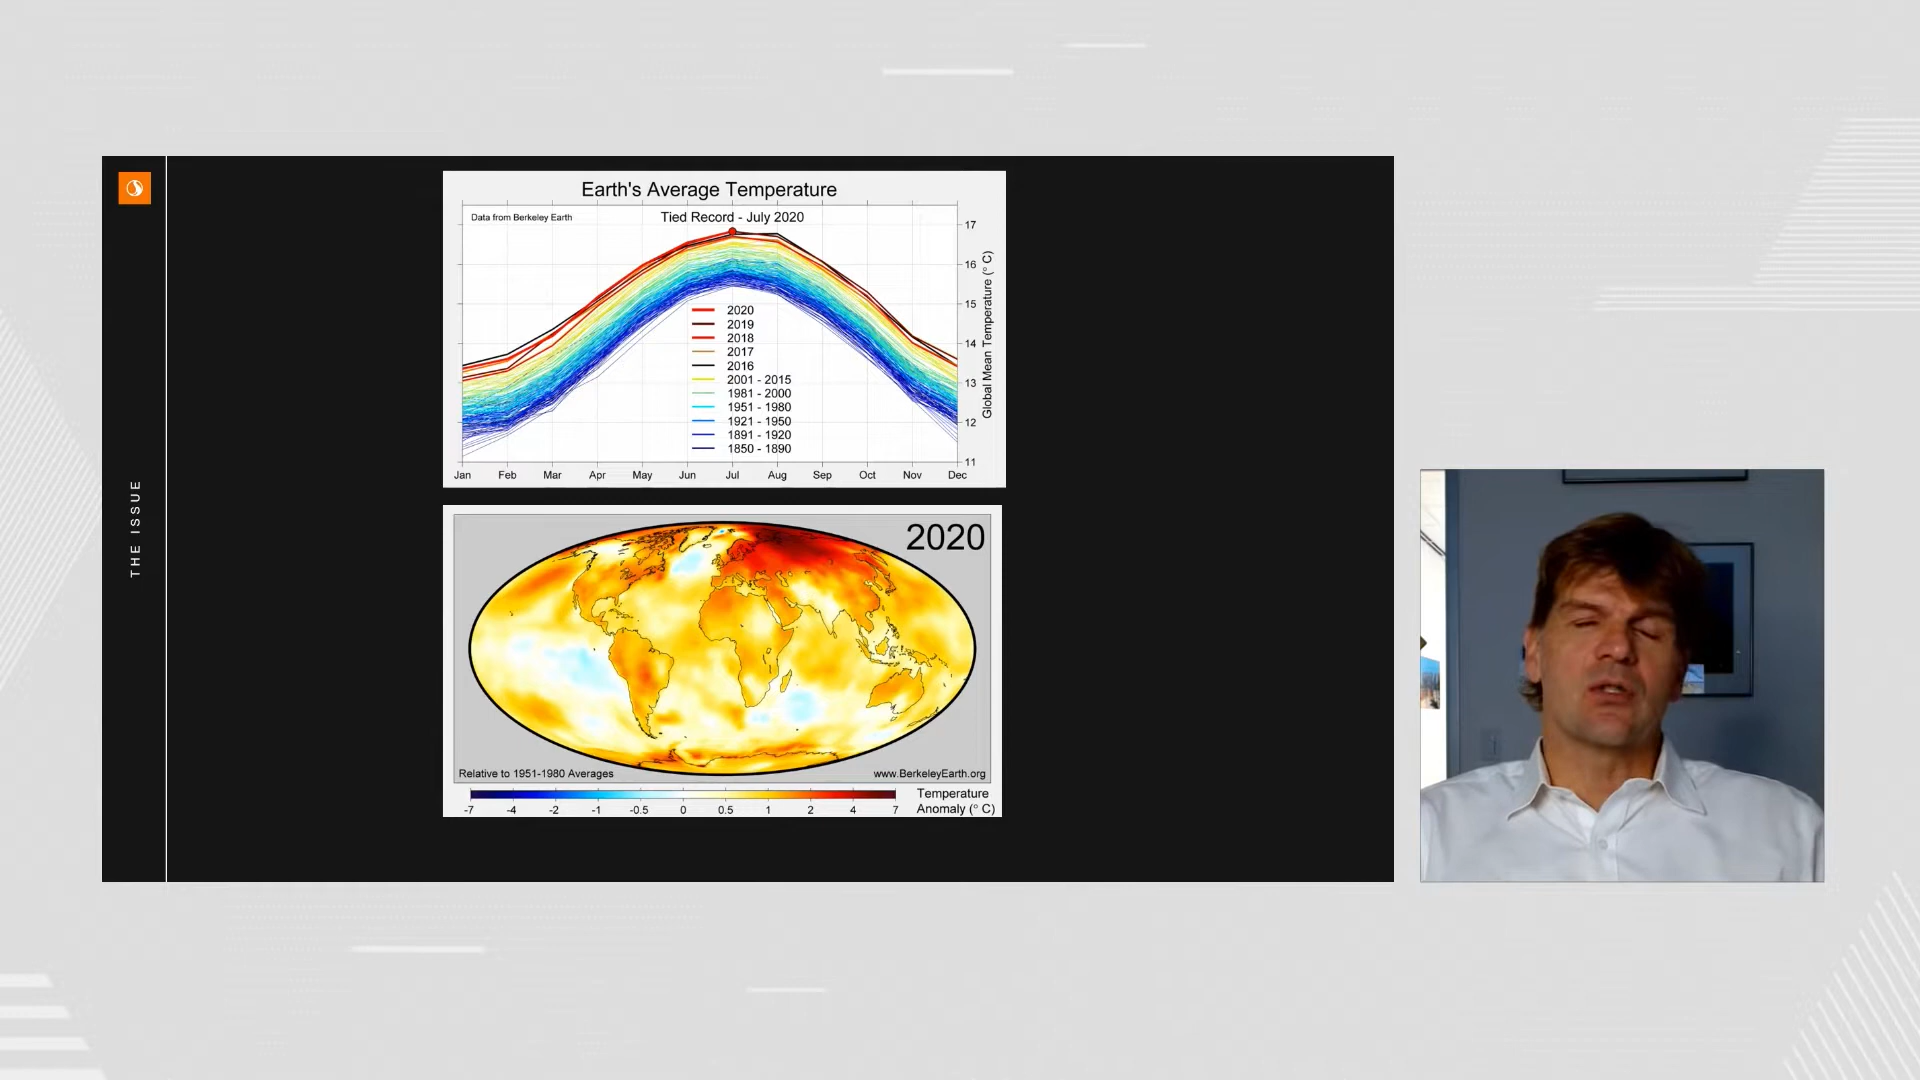 THE ISSUE
Earth's Average Temperature
Data from Berkeley Earth
Tied Record - July 2020
17
16
15
14
13
12
11
Global Mean Temperature (° C)
2020
2019
2018
2017
2016
2001 - 2015
1981 - 2000
1951 - 1980
1921 - 1950
1891 - 1920
1850 - 1890
Jan Feb Mar Apr May Jun Jul Aug Sep Oct Nov Dec
2020
Relative to 1951-1980 Averages
www.BerkeleyEarth.org
-7 -4 -2 -1 -0.5 0 0.5 1 2 4 7
Temperature
Anomaly (° C)